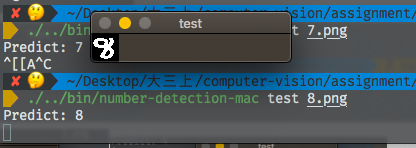 ~/Desktop/大三上/computer-vision/assignment/
test
./../bin/ test 7.png
8
Predict: 7
^[[A^C
~/Desktop/大三上/computer-vision/assignment/
./../bin/number-detection-mac test 8.png
Predict: 8